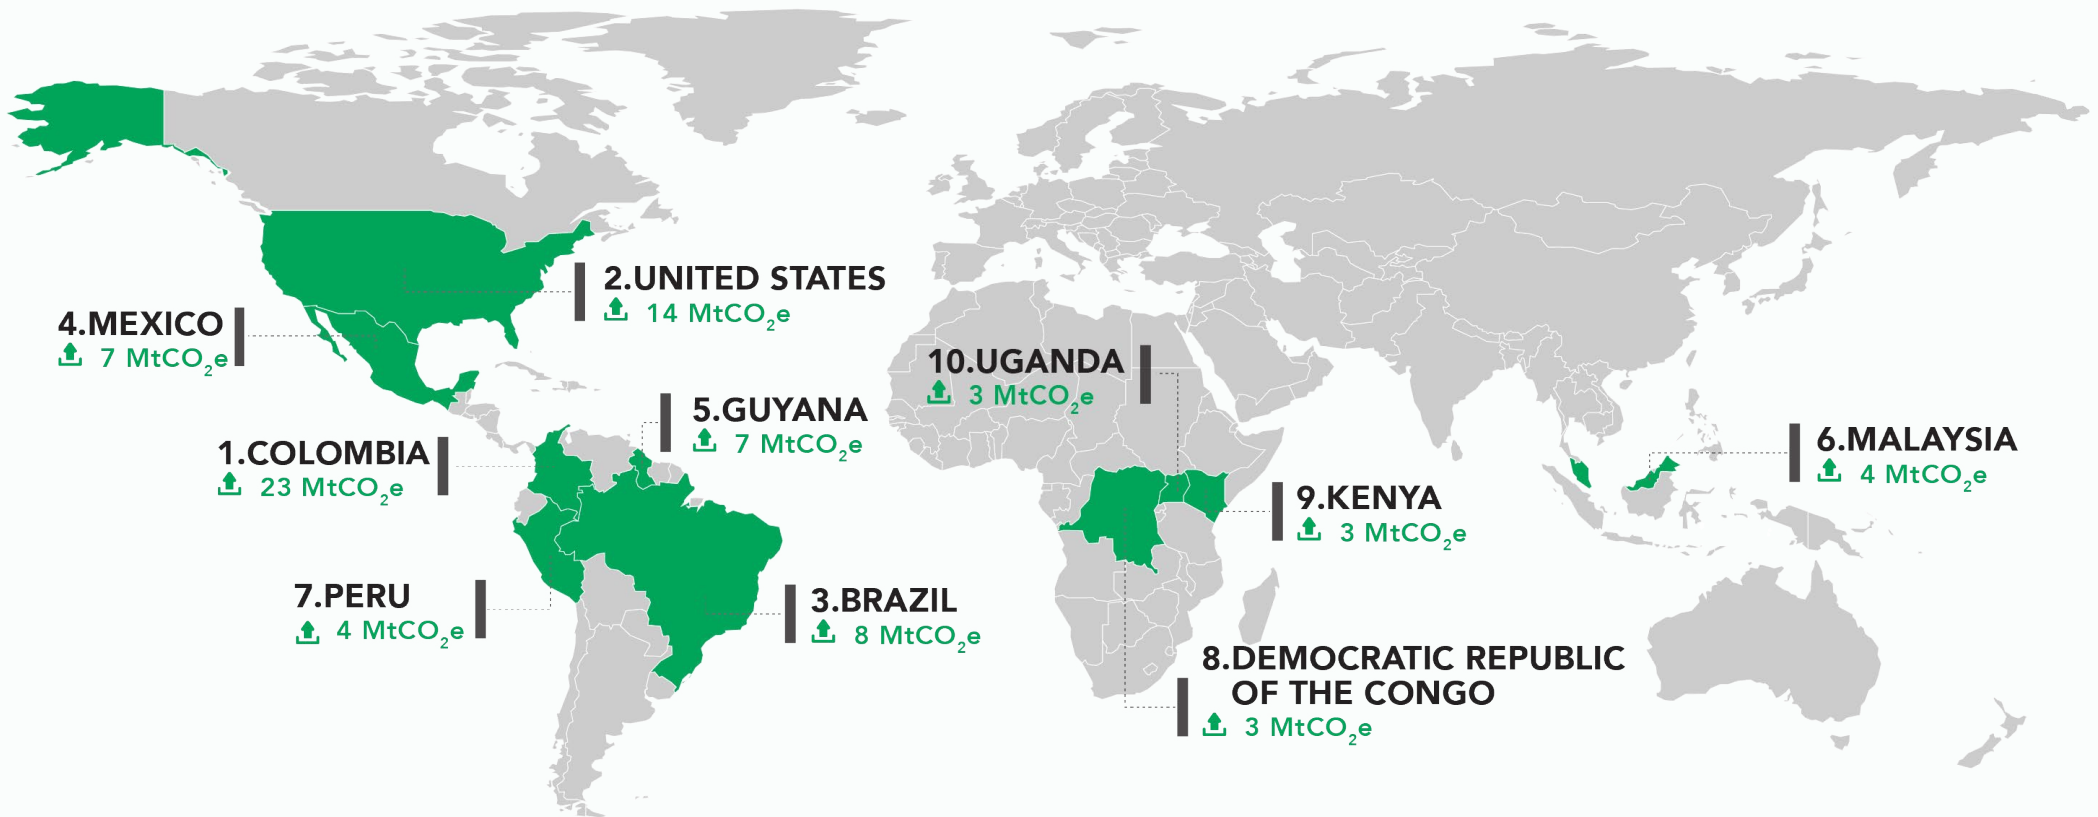 2.UNITED STATES
14 MtCO₂e
4.MEXICO
7 MtCO₂e
10.UGANDA
3 MtCO₂e
5.GUYANA
7 MtCO₂e
1.COLOMBIA
23 MtCO₂e
6.MALAYSIA
4 MtCO₂e
9.KENYA
3 MtCO₂e
7.PERU
4 MtCO₂e
3.BRAZIL
8 MtCO₂e
8.DEMOCRATIC REPUBLIC
OF THE CONGO
3 MtCO₂e